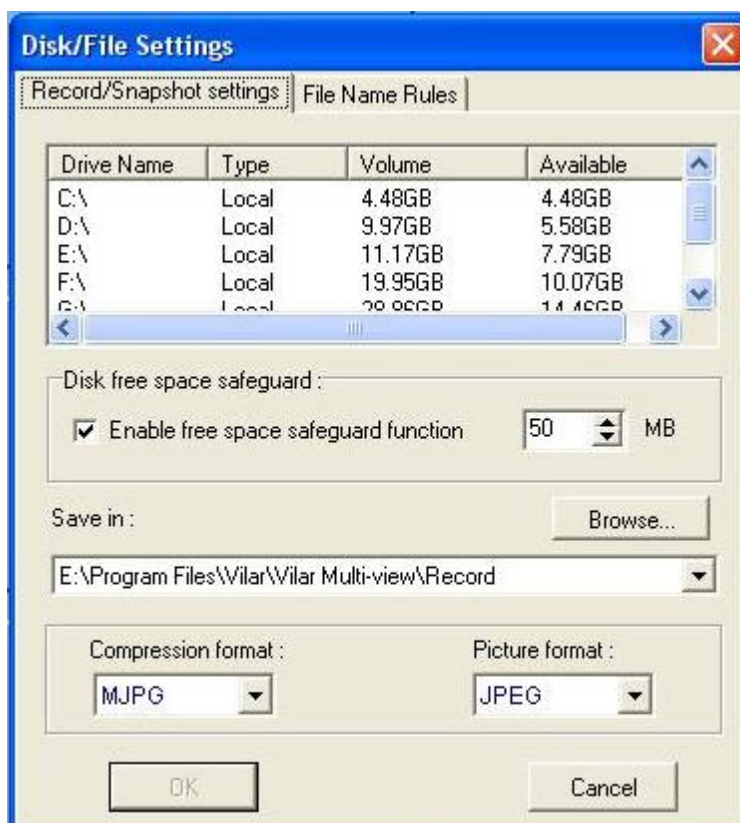 Disk/File Settings
Record/Snapshot settings File Name Rules
Drive Name Type Volume Available
C:\ Local 4.48GB 4.48GB
D:\ Local 9.97GB 5.58GB
E:\ Local 11.17GB 7.79GB
F:\ Local 19.95GB 10.07GB
G:\ Local 14.46GB
Disk free space safeguard :
Enable free space safeguard function 50 MB
Save in : Browse...
E:\Program Files\Vilar\Vilar Multi-view\Record
Compression format : Picture format :
MJPG JPEG
OK Cancel